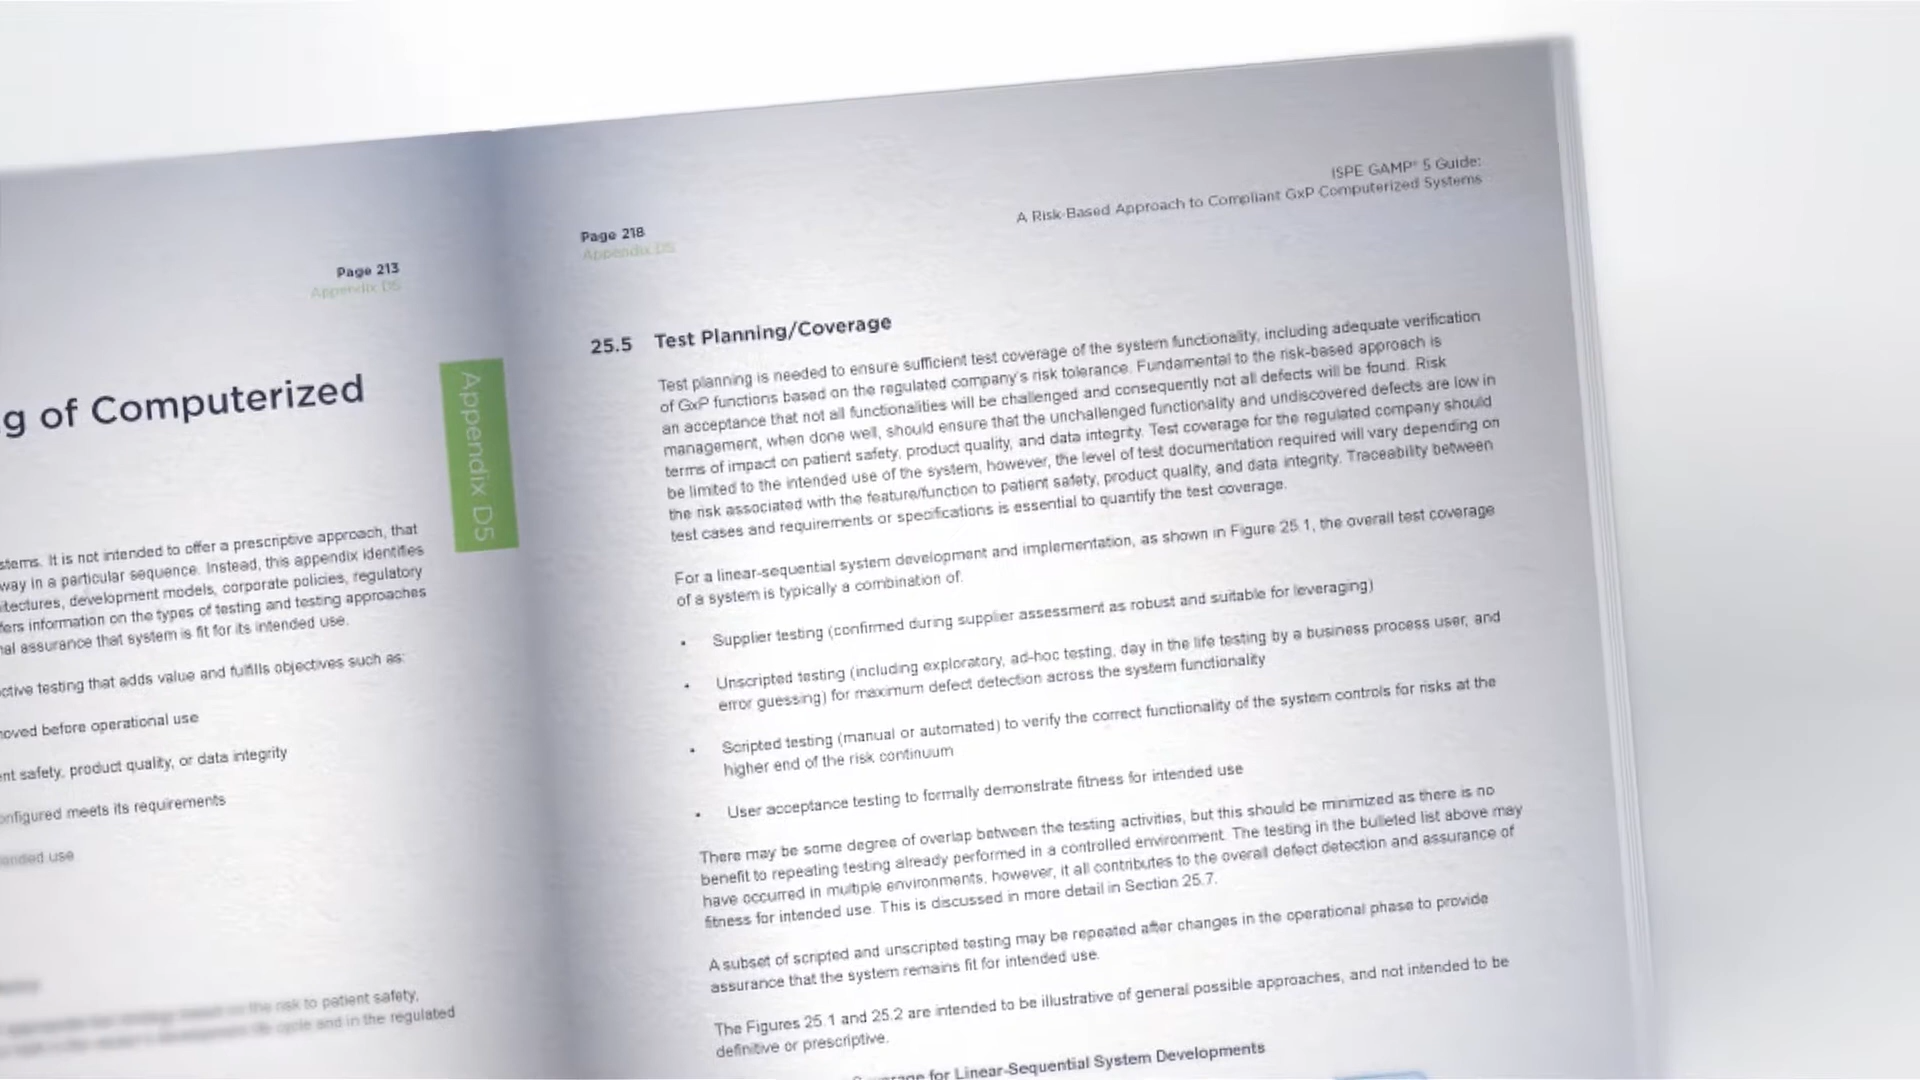 Page 213
Appendix D5
g of Computerized
Appendix D5
stems. It is not intended to offer a prescriptive approach, that
way in a particular sequence. Instead, this appendix identifies
itectures, development models, corporate policies, regulatory
fers information on the types of testing and testing approaches
nal assurance that system is fit for its intended use.
ctive testing that adds value and fulfills objectives such as:
oved before operational use
ent safety, product quality, or data integrity
onfigured meets its requirements
ended use
on the risk to patient safety,
cycle and in the regulated
Page 218
Appendix D5
ISPE GAMP® 5 Guide:
A Risk-Based Approach to Compliant GxP Computerized Systems
25.5 Test Planning/Coverage
Test planning is needed to ensure sufficient test coverage of the system functionality, including adequate verification
of GxP functions based on the regulated company's risk tolerance. Fundamental to the risk-based approach is
an acceptance that not all functionalities will be challenged and consequently not all defects will be found. Risk
management, when done well, should ensure that the unchallenged functionality and undiscovered defects are low in
terms of impact on patient safety, product quality, and data integrity. Test coverage for the regulated company should
be limited to the intended use of the system, however, the level of test documentation required will vary depending on
the risk associated with the feature/function to patient safety, product quality, and data integrity. Traceability between
test cases and requirements or specifications is essential to quantify the test coverage.
For a linear-sequential system development and implementation, as shown in Figure 25.1, the overall test coverage
of a system is typically a combination of:
• Supplier testing (confirmed during supplier assessment as robust and suitable for leveraging)
• Unscripted testing (including exploratory, ad-hoc testing, day in the life testing by a business process user, and
error guessing) for maximum defect detection across the system functionality
• Scripted testing (manual or automated) to verify the correct functionality of the system controls for risks at the
higher end of the risk continuum
• User acceptance testing to formally demonstrate fitness for intended use
There may be some degree of overlap between the testing activities, but this should be minimized as there is no
benefit to repeating testing already performed in a controlled environment. The testing in the bulleted list above may
have occurred in multiple environments, however, it all contributes to the overall defect detection and assurance of
fitness for intended use. This is discussed in more detail in Section 25.7.
A subset of scripted and unscripted testing may be repeated after changes in the operational phase to provide
assurance that the system remains fit for intended use.
The Figures 25.1 and 25.2 are intended to be illustrative of general possible approaches, and not intended to be
definitive or prescriptive.
for Linear-Sequential System Developments